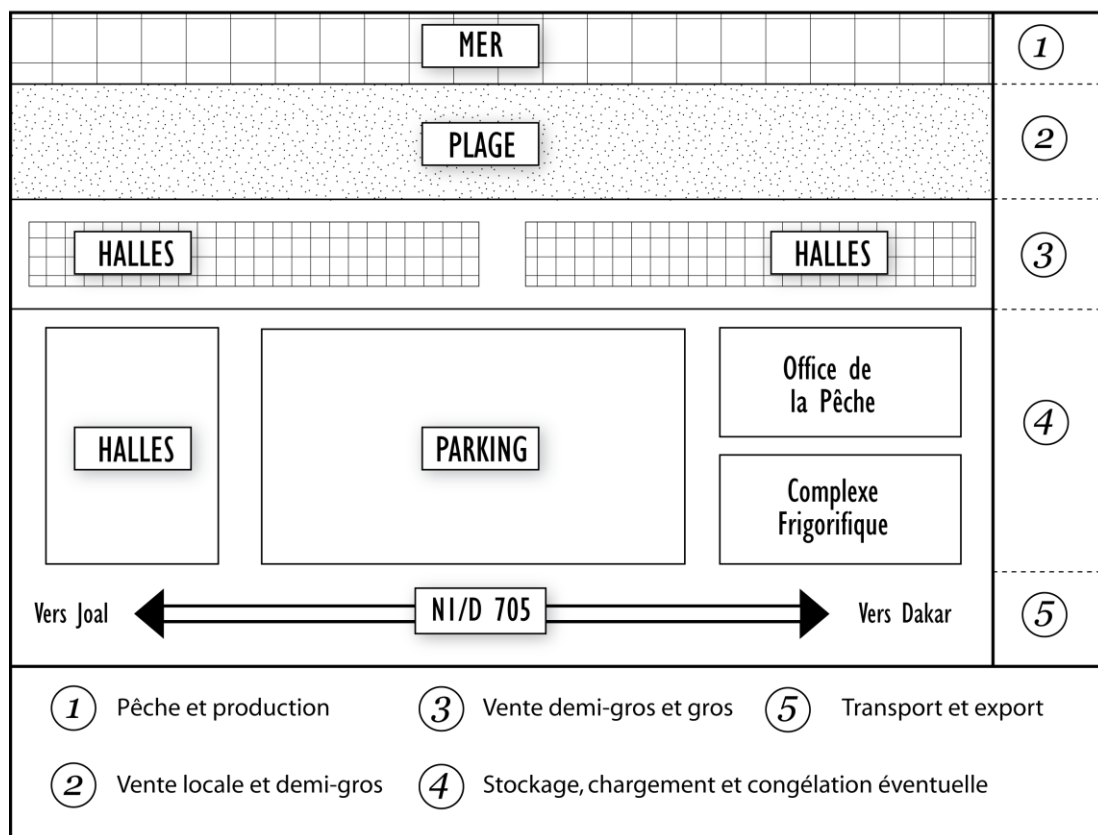 MER
1
PLAGE
2
HALLES
HALLES
3
HALLES
PARKING
Office de
la Pêche
Complexe
Frigorifique
4
Vers Joal
N1/D 705
Vers Dakar
5
1 Pêche et production
3 Vente demi-gros et gros
5 Transport et export
2 Vente locale et demi-gros
4 Stockage, chargement et congélation éventuelle